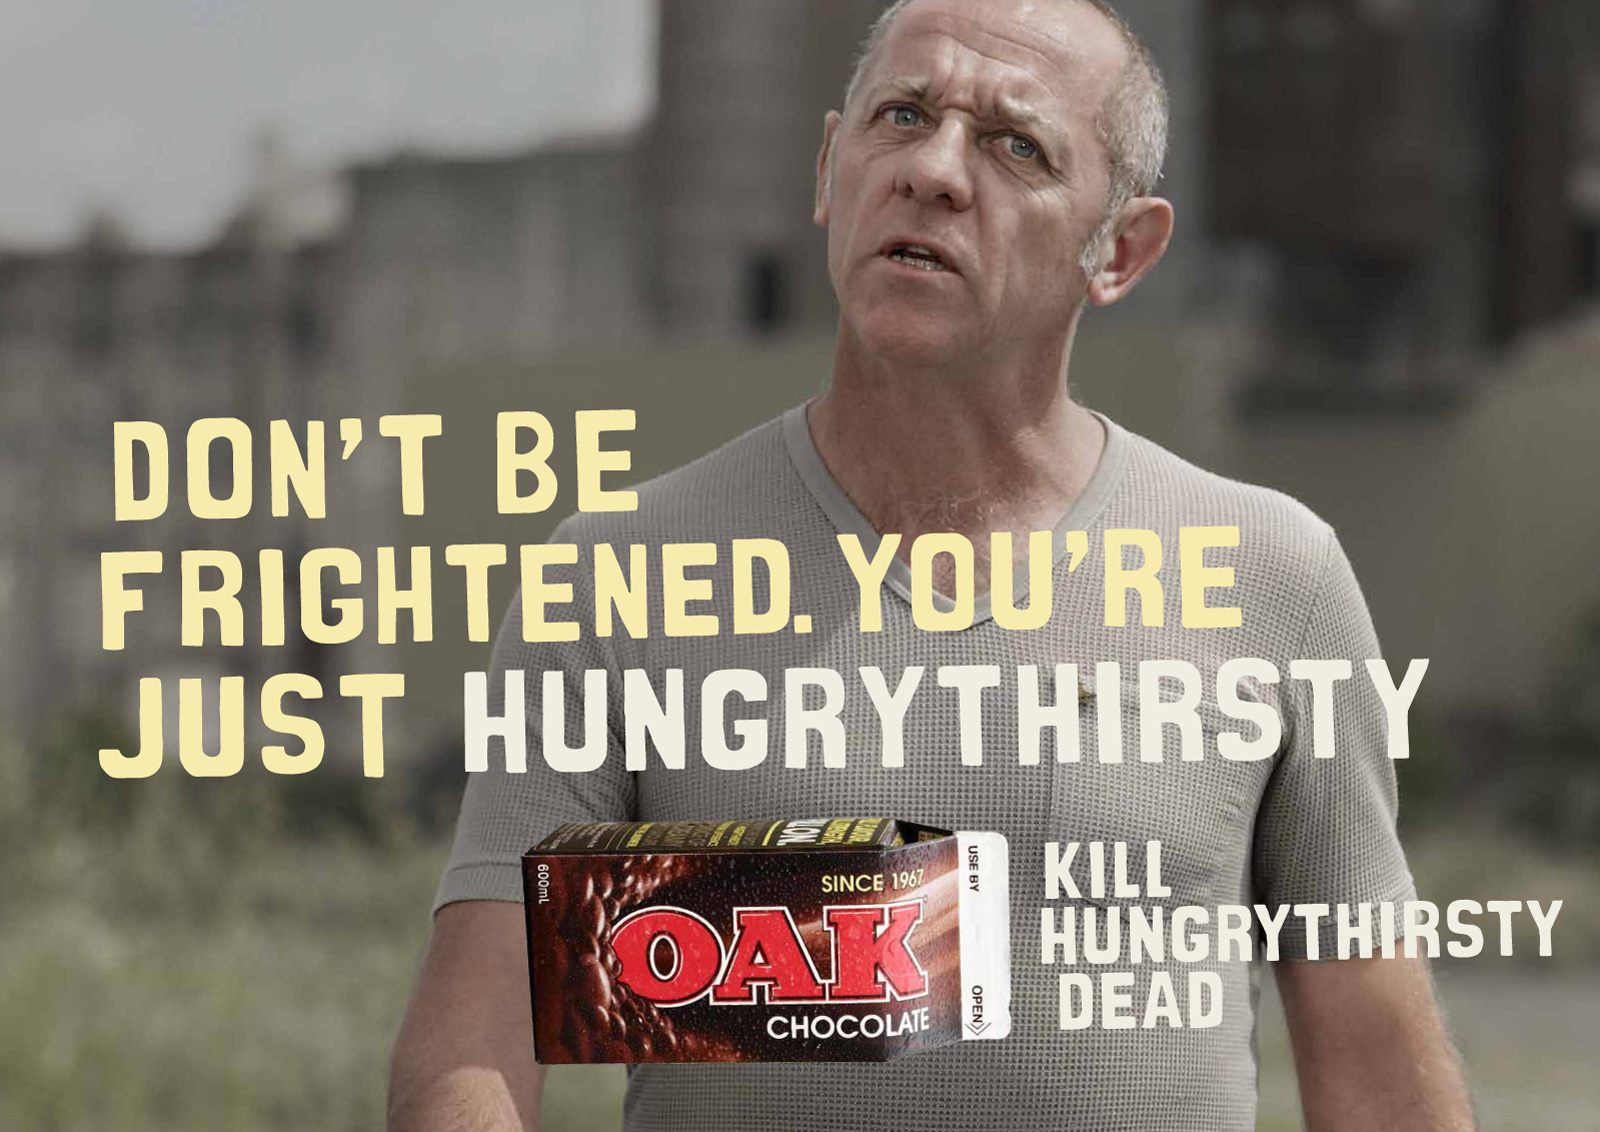 DON'T BE
FRIGHTENED. YOU'RE
JUST HUNGRYTHIRSTY
600mL
SINCE 1967
OAK
CHOCOLATE
USE BY
OPEN
KILL
HUNGRYTHIRSTY
DEAD